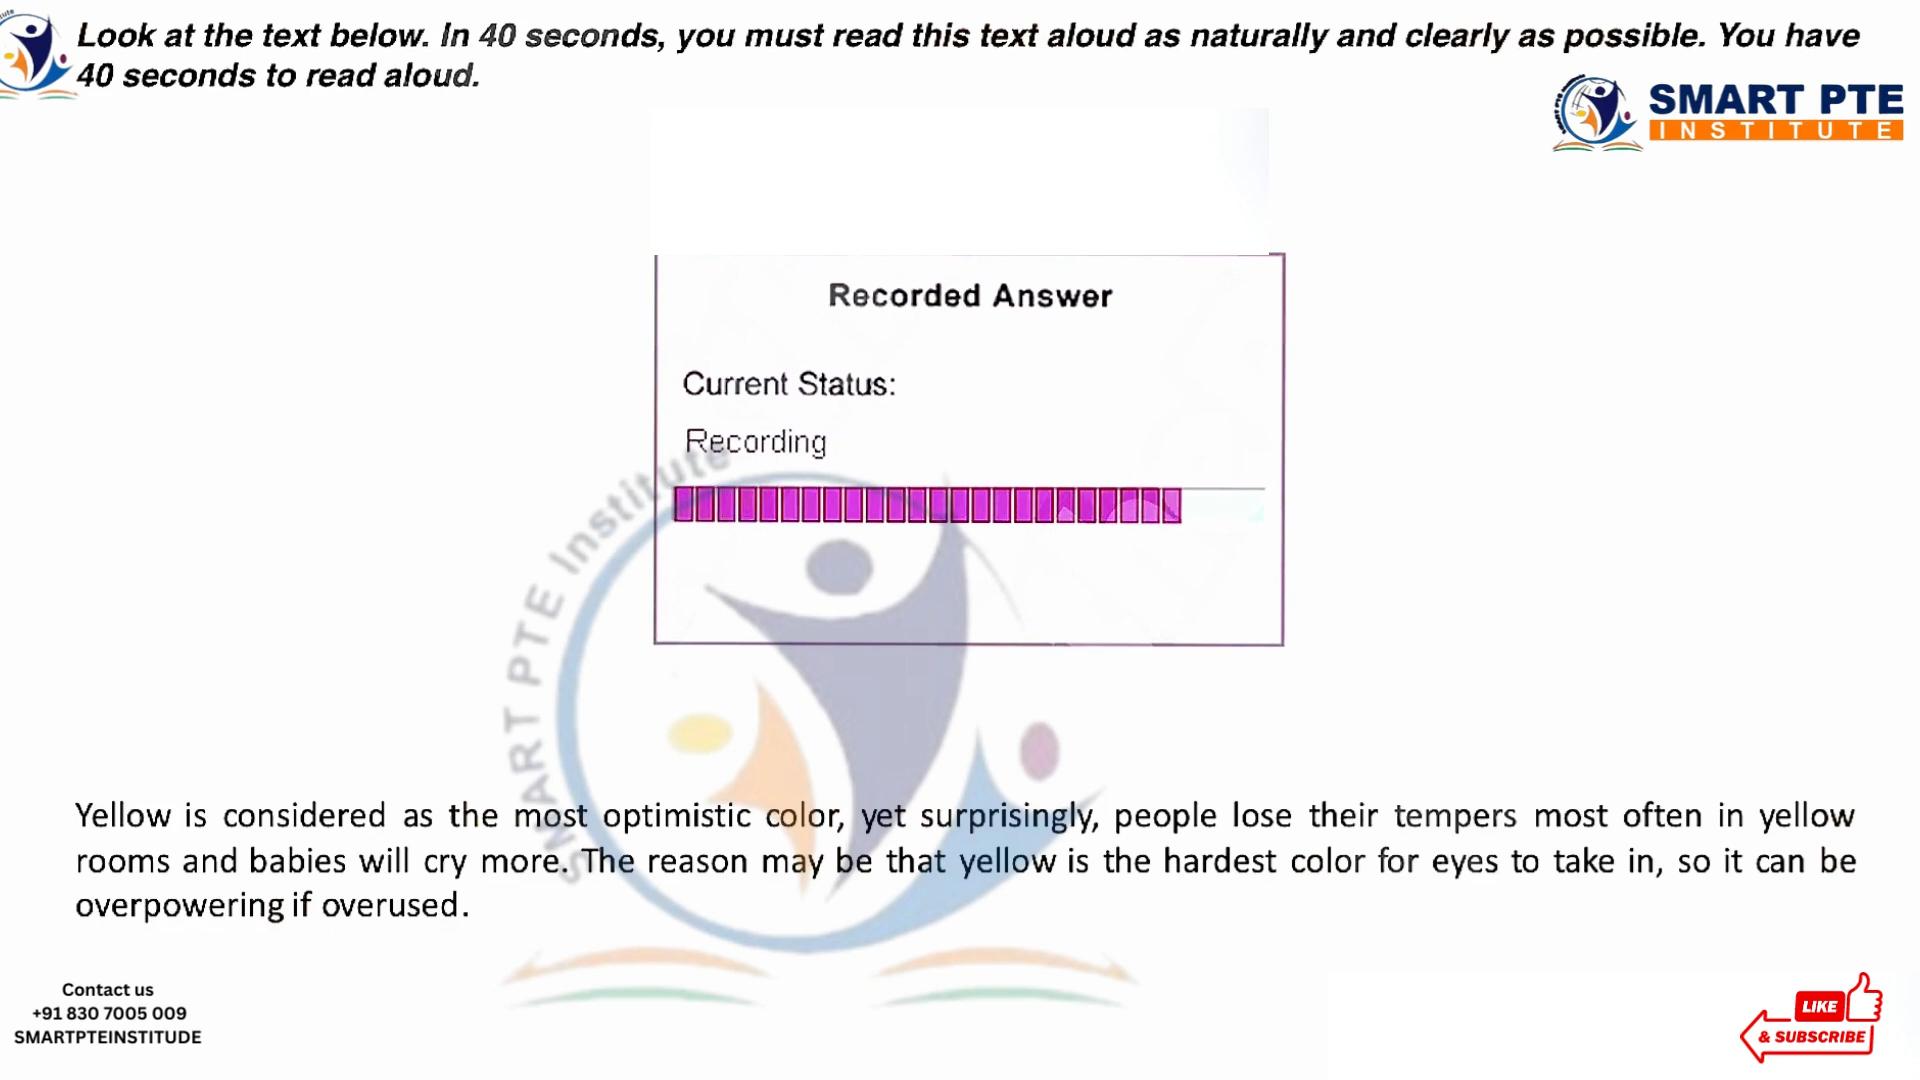 Look at the text below. In 40 seconds, you must read this text aloud as naturally and clearly as possible. You have
40 seconds to read aloud.
SMART PTE
INSTITUTE
Recorded Answer
Current Status:
Recording
SMART PTE Institute
Yellow is considered as the most optimistic color, yet surprisingly, people lose their tempers most often in yellow
rooms and babies will cry more. The reason may be that yellow is the hardest color for eyes to take in, so it can be
overpowering if overused.
Contact us
+91 830 7005 009
SMARTPTEINSTITUDE
LIKE
& SUBSCRIBE